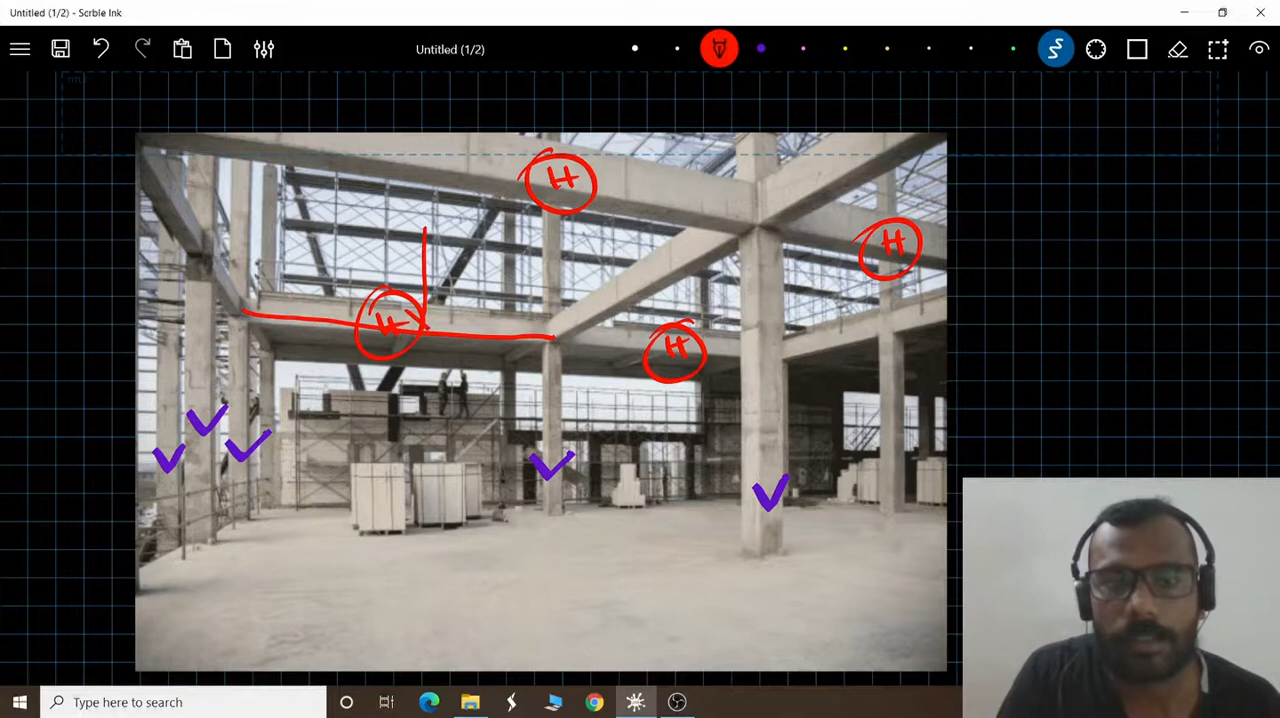 Untitled (1/2) - Scrble Ink
Untitled (1/2)
H
H
H
H
Type here to search